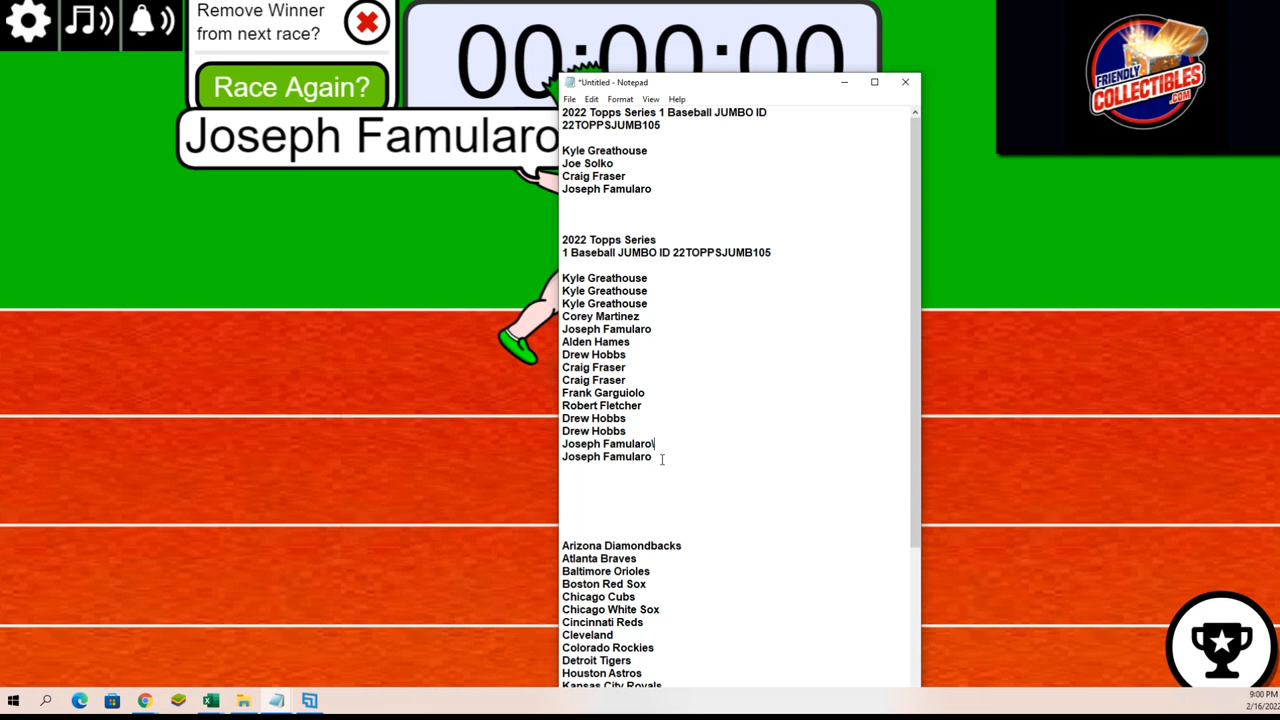 Remove Winner
from next race?
Race Again?
00:00:00
Joseph Famularo
FRIENDLY
COLLECTIBLES
.COM
*Untitled - Notepad
File Edit Format View Help
2022 Topps Series 1 Baseball JUMBO ID
22TOPPSJUMB105
Kyle Greathouse
Joe Solko
Craig Fraser
Joseph Famularo
2022 Topps Series
1 Baseball JUMBO ID 22TOPPSJUMB105
Kyle Greathouse
Kyle Greathouse
Kyle Greathouse
Corey Martinez
Joseph Famularo
Alden Hames
Drew Hobbs
Craig Fraser
Craig Fraser
Frank Garguiolo
Robert Fletcher
Drew Hobbs
Drew Hobbs
Joseph Famularo\
Joseph Famularo
Arizona Diamondbacks
Atlanta Braves
Baltimore Orioles
Boston Red Sox
Chicago Cubs
Chicago White Sox
Cincinnati Reds
Cleveland
Colorado Rockies
Detroit Tigers
Houston Astros
Kansas City Royals
9:00 PM
2/16/2022